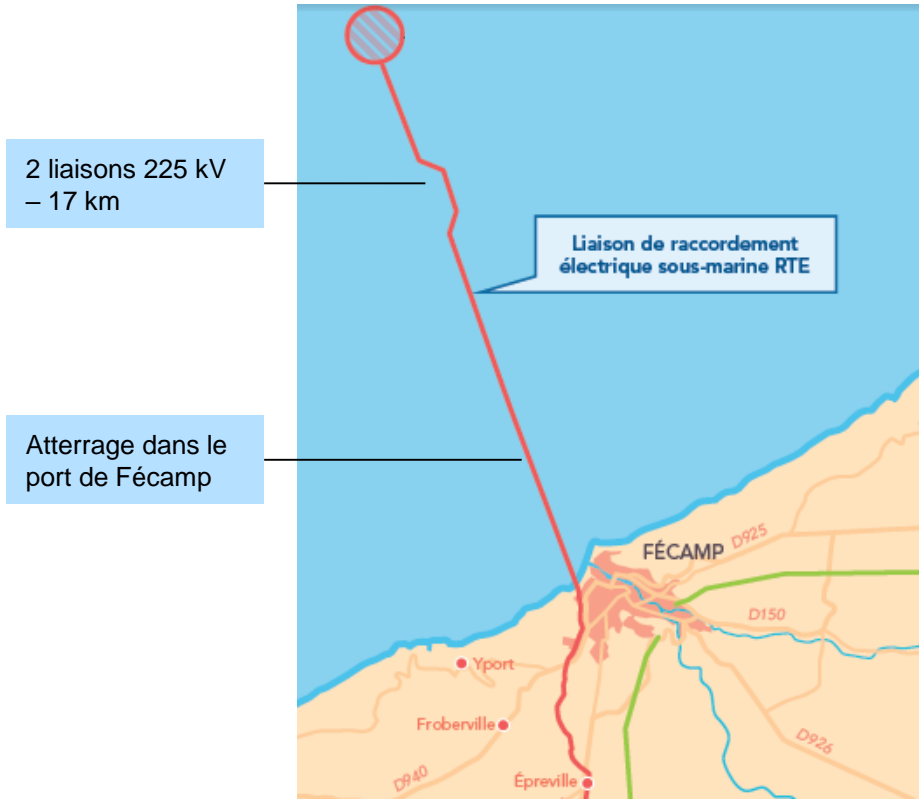 2 liaisons 225 kV
– 17 km
Liaison de raccordement
électrique sous-marine RTE
Atterrage dans le
port de Fécamp
FÉCAMP
D925
D150
Yport
Froberville
D926
D940
Épreville